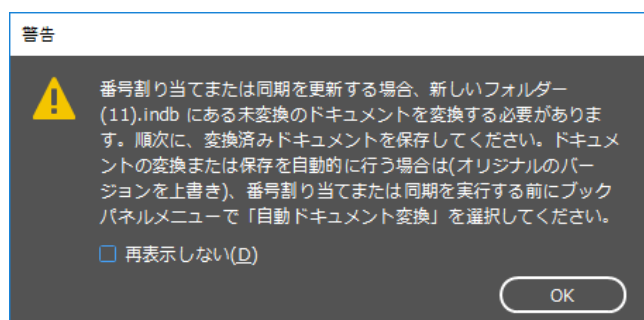 警告
番号割り当てまたは同期を更新する場合、新しいフォルダー
(11).indb にある未変換のドキュメントを変換する必要がありま
す。順次に、変換済みドキュメントを保存してください。ドキュメ
ントの変換または保存を自動的に行う場合は(オリジナルのバー
ジョンを上書き)、番号割り当てまたは同期を実行する前にブック
パネルメニューで「自動ドキュメント変換」を選択してください。
再表示しない(D)
OK